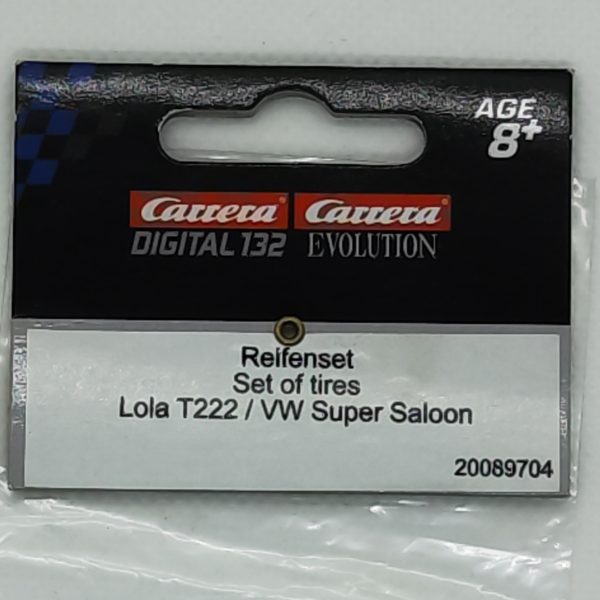 AGE
8+
Carrera® Carrera®
DIGITAL 132 EVOLUTION
Reifenset
Set of tires
Lola T222 / VW Super Saloon
20089704